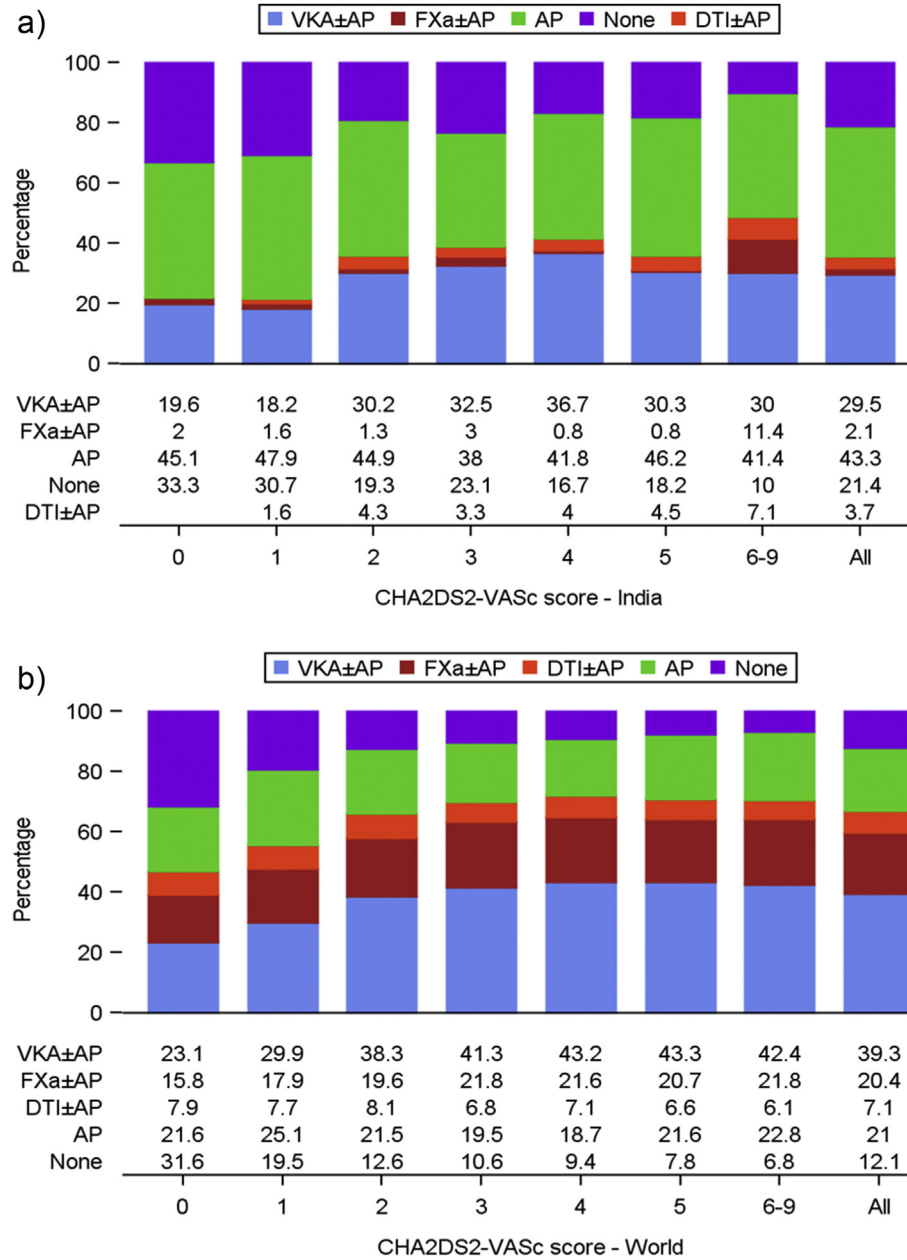 a)
VKA±AP FXa±AP AP None DTI±AP
100
80
60
40
20
0
Percentage
VKA±AP 19.6 18.2 30.2 32.5 36.7 30.3 30 29.5
FXa±AP 2 1.6 1.3 3 0.8 0.8 11.4 2.1
AP 45.1 47.9 44.9 38 41.8 46.2 41.4 43.3
None 33.3 30.7 19.3 23.1 16.7 18.2 10 21.4
DTI±AP 1.6 4.3 3.3 4 4.5 7.1 3.7
0 1 2 3 4 5 6-9 All
CHA2DS2-VASc score - India
b)
VKA±AP FXa±AP DTI±AP AP None
100
80
60
40
20
0
Percentage
VKA±AP 23.1 29.9 38.3 41.3 43.2 43.3 42.4 39.3
FXa±AP 15.8 17.9 19.6 21.8 21.6 20.7 21.8 20.4
DTI±AP 7.9 7.7 8.1 6.8 7.1 6.6 6.1 7.1
AP 21.6 25.1 21.5 19.5 18.7 21.6 22.8 21
None 31.6 19.5 12.6 10.6 9.4 7.8 6.8 12.1
0 1 2 3 4 5 6-9 All
CHA2DS2-VASc score - World